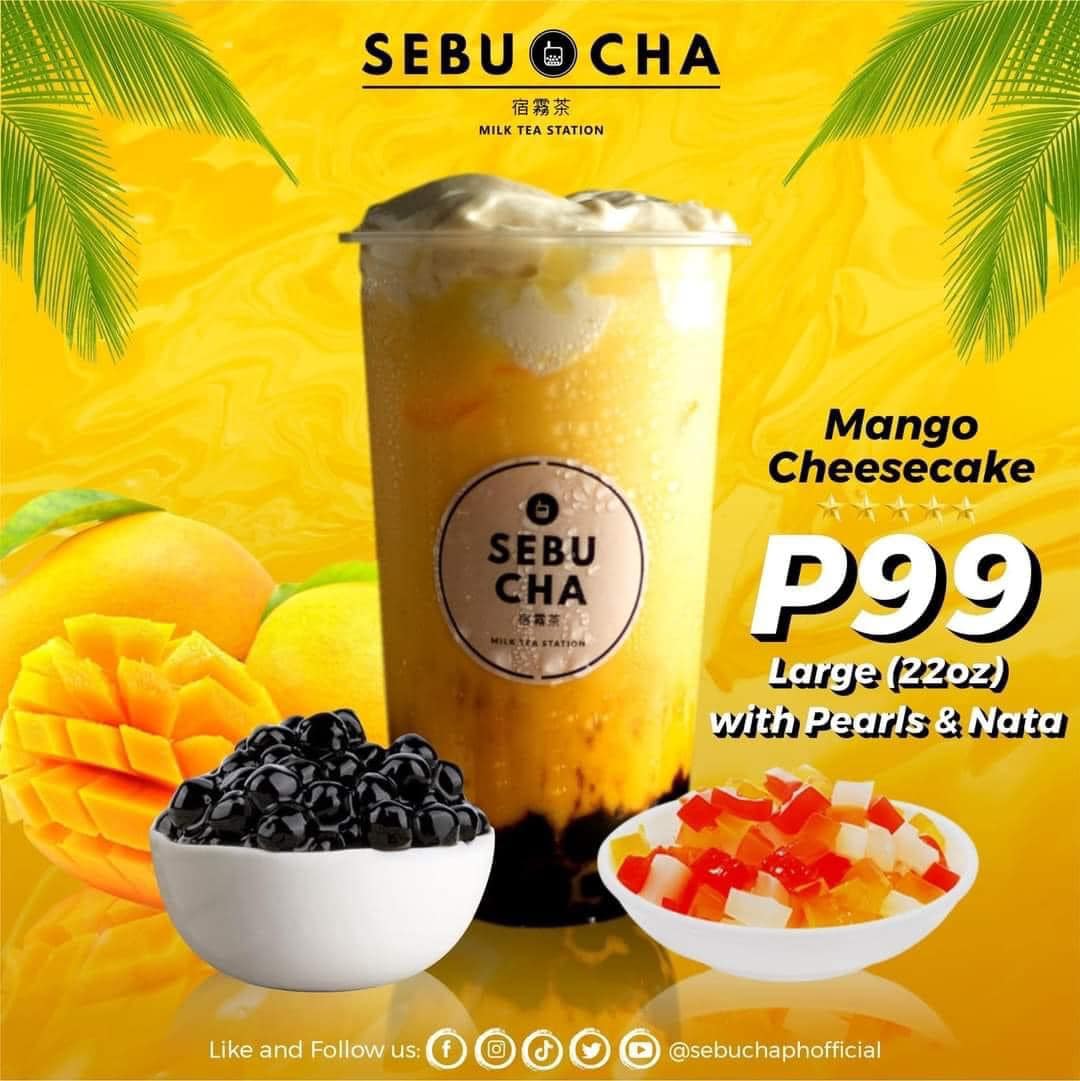 SEBU CHA
宿霧茶
MILK TEA STATION
Mango
Cheesecake
P99
Large (22oz)
with Pearls & Nata
SEBU
CHA
宿霧茶
MILK TEA STATION
Like and Follow us: @sebuchaphofficial